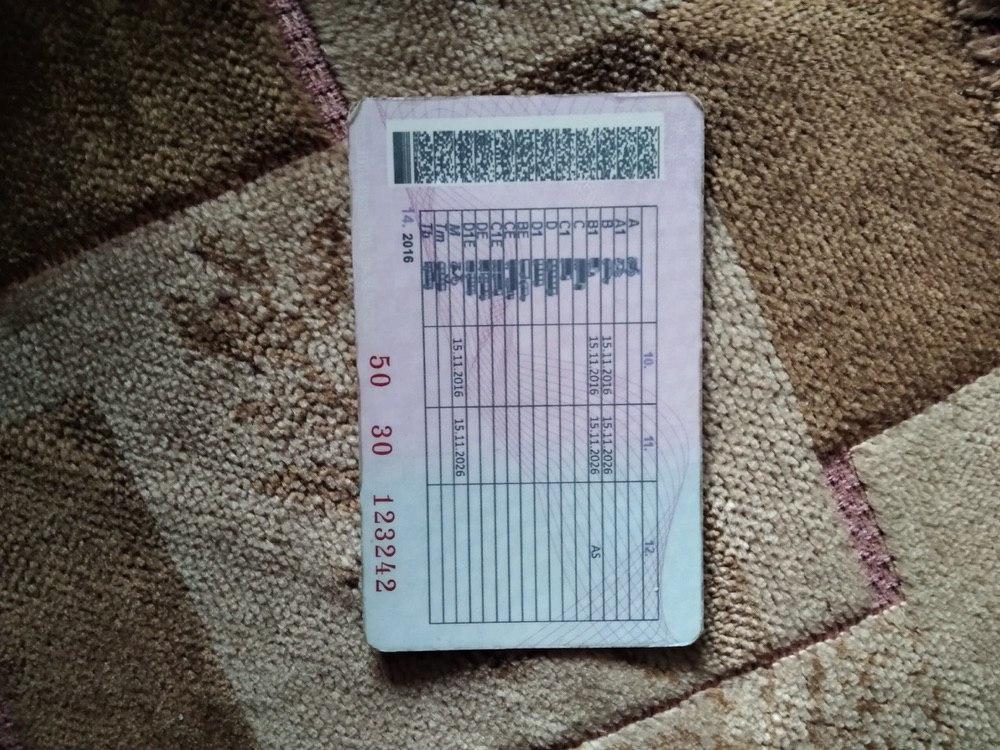 10. 11. 12.
A
A1
B 15.11.2016 15.11.2026
B1 15.11.2016 15.11.2026 AS
C
C1
D
D1
BE
CE
C1E
DE
D1E
M 15.11.2016 15.11.2026
Tm
Tb
14. 2016
50 30 123242